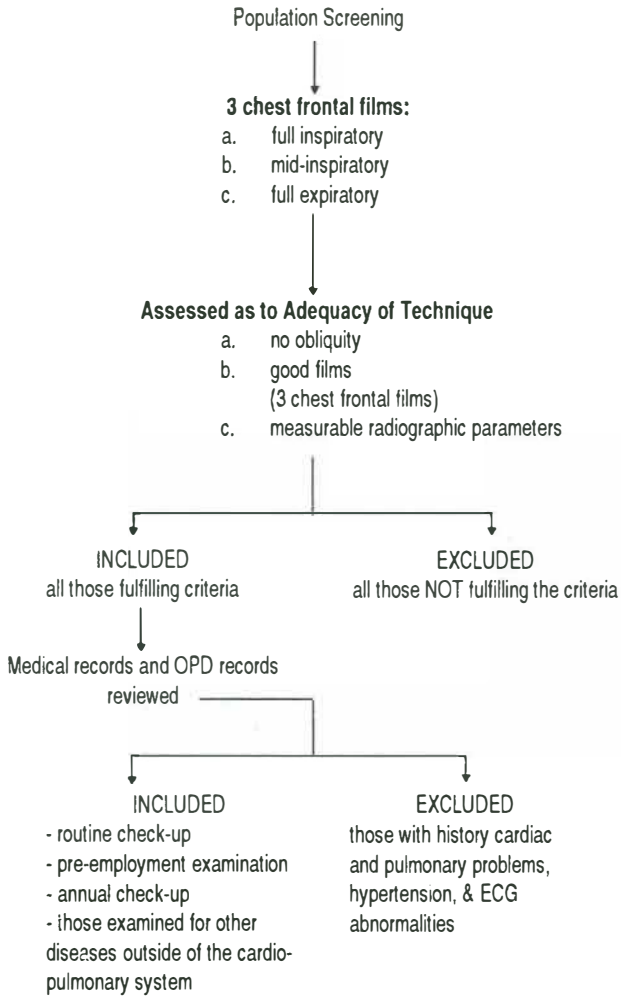 Population Screening
3 chest frontal films:
a. full inspiratory
b. mid-inspiratory
c. full expiratory
Assessed as to Adequacy of Technique
a. no obliquity
b. good films
(3 chest frontal films)
c. measurable radiographic parameters
INCLUDED
all those fulfilling criteria
EXCLUDED
all those NOT fulfilling the criteria
Medical records and OPD records
reviewed
INCLUDED
- routine check-up
- pre-employment examination
- annual check-up
- those examined for other
diseases outside of the cardio-
pulmonary system
EXCLUDED
those with history cardiac
and pulmonary problems,
hypertension, & ECG
abnormalities